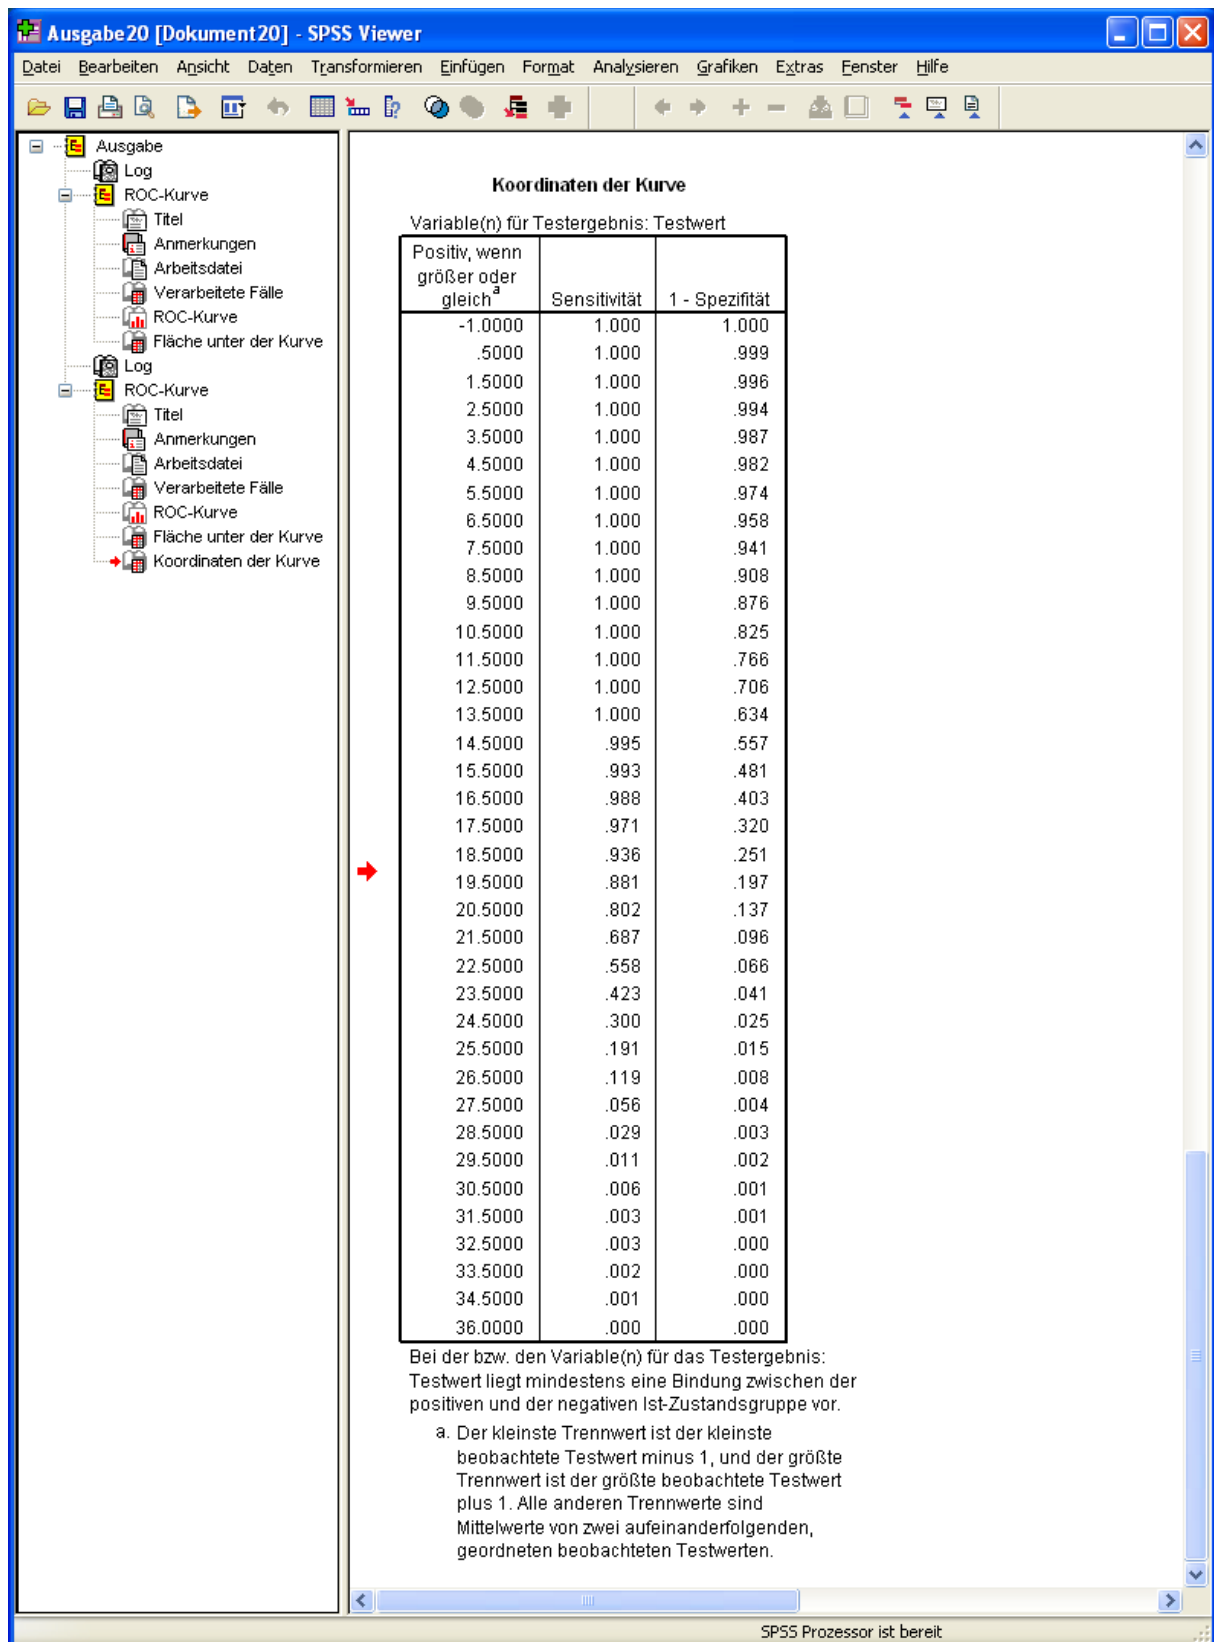 Ausgabe20 [Dokument20] - SPSS Viewer
Datei Bearbeiten Ansicht Daten Transformieren Einfügen Format Analysieren Grafiken Extras Fenster Hilfe
Ausgabe
Log
ROC-Kurve
Titel
Anmerkungen
Arbeitsdatei
Verarbeitete Fälle
ROC-Kurve
Fläche unter der Kurve
Log
ROC-Kurve
Titel
Anmerkungen
Arbeitsdatei
Verarbeitete Fälle
ROC-Kurve
Fläche unter der Kurve
Koordinaten der Kurve
Koordinaten der Kurve
Variable(n) für Testergebnis: Testwert
Positiv, wenn
größer oder
gleich a Sensitivität 1 - Spezifität
-1.0000 1.000 1.000
.5000 1.000 .999
1.5000 1.000 .996
2.5000 1.000 .994
3.5000 1.000 .987
4.5000 1.000 .982
5.5000 1.000 .974
6.5000 1.000 .958
7.5000 1.000 .941
8.5000 1.000 .908
9.5000 1.000 .876
10.5000 1.000 .825
11.5000 1.000 .766
12.5000 1.000 .706
13.5000 1.000 .634
14.5000 .995 .557
15.5000 .993 .481
16.5000 .988 .403
17.5000 .971 .320
18.5000 .936 .251
19.5000 .881 .197
20.5000 .802 .137
21.5000 .687 .096
22.5000 .558 .066
23.5000 .423 .041
24.5000 .300 .025
25.5000 .191 .015
26.5000 .119 .008
27.5000 .056 .004
28.5000 .029 .003
29.5000 .011 .002
30.5000 .006 .001
31.5000 .003 .001
32.5000 .003 .000
33.5000 .002 .000
34.5000 .001 .000
36.0000 .000 .000
Bei der bzw. den Variable(n) für das Testergebnis:
Testwert liegt mindestens eine Bindung zwischen der
positiven und der negativen Ist-Zustandsgruppe vor.
a. Der kleinste Trennwert ist der kleinste
beobachtete Testwert minus 1, und der größte
Trennwert ist der größte beobachtete Testwert
plus 1. Alle anderen Trennwerte sind
Mittelwerte von zwei aufeinanderfolgenden,
geordneten beobachteten Testwerten.
SPSS Prozessor ist bereit